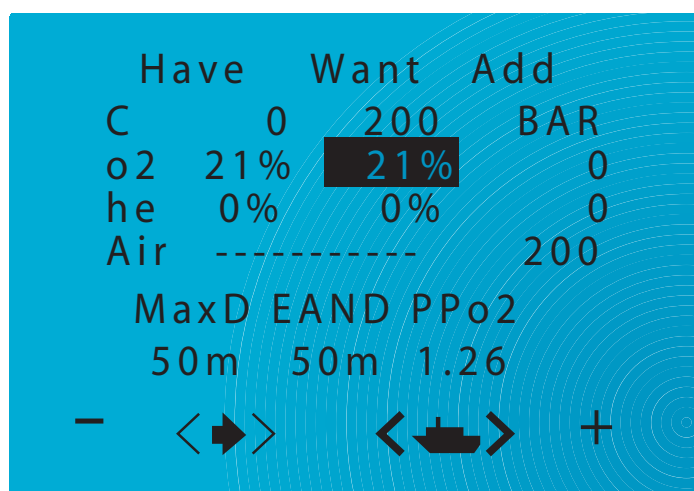 Have Want Add
C 0 200 BAR
o2 21% 21% 0
he 0% 0% 0
Air ------------ 200
MaxD EAND PPo2
50m 50m 1.26
- < > < > +